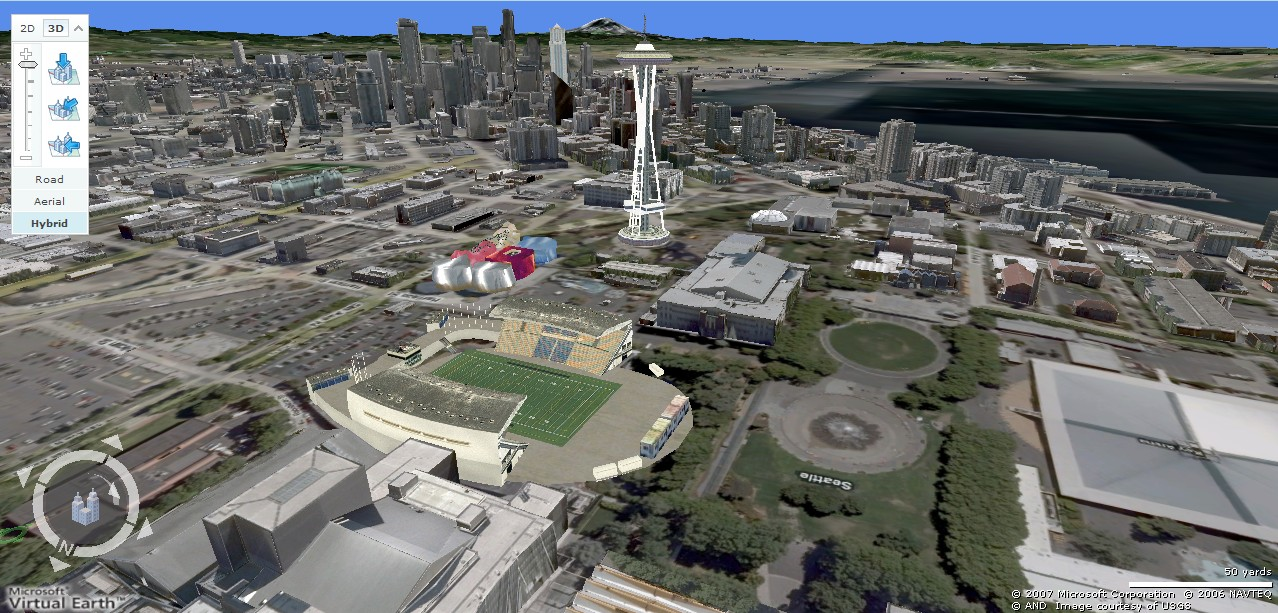 2D 3D
Road
Aerial
Hybrid
Seattle
N
50 yards
Microsoft
Virtual Earth™
© 2007 Microsoft Corporation © 2006 NAVTEQ
© AND Image courtesy of USGS